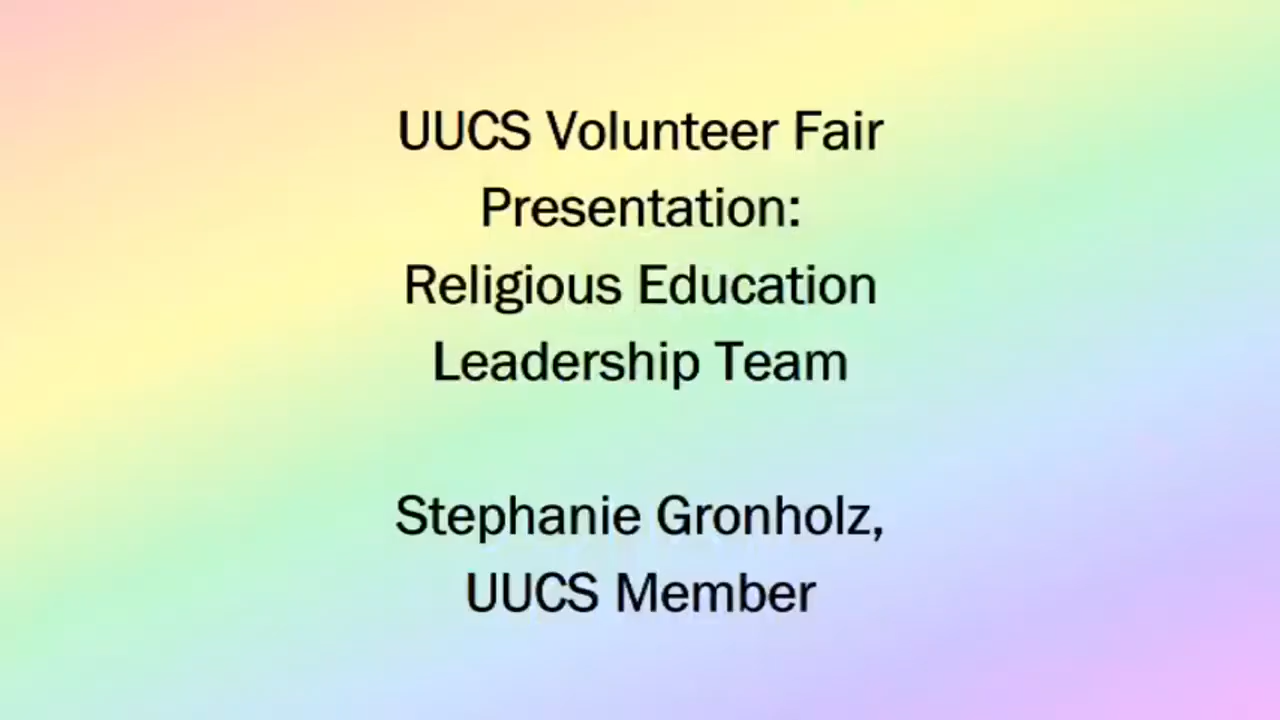 UUCS Volunteer Fair
Presentation:
Religious Education
Leadership Team
Stephanie Gronholz,
UUCS Member